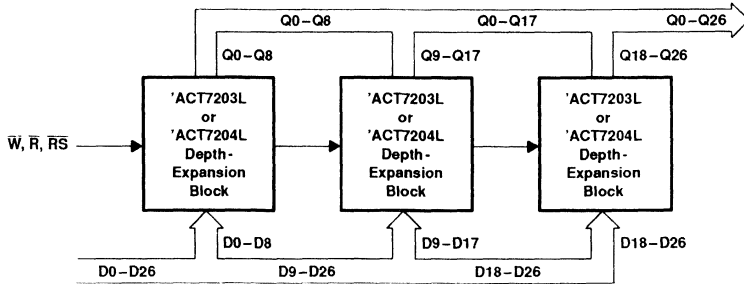 Q0–Q8 Q0–Q17 Q0–Q26
Q0–Q8 Q9–Q17 Q18–Q26
'ACT7203L
or
'ACT7204L
Depth-
Expansion
Block
'ACT7203L
or
'ACT7204L
Depth-
Expansion
Block
'ACT7203L
or
'ACT7204L
Depth-
Expansion
Block
W̅, R̅, R̅S̅
D0–D8 D9–D17 D18–D26
D0–D26 D9–D26 D18–D26